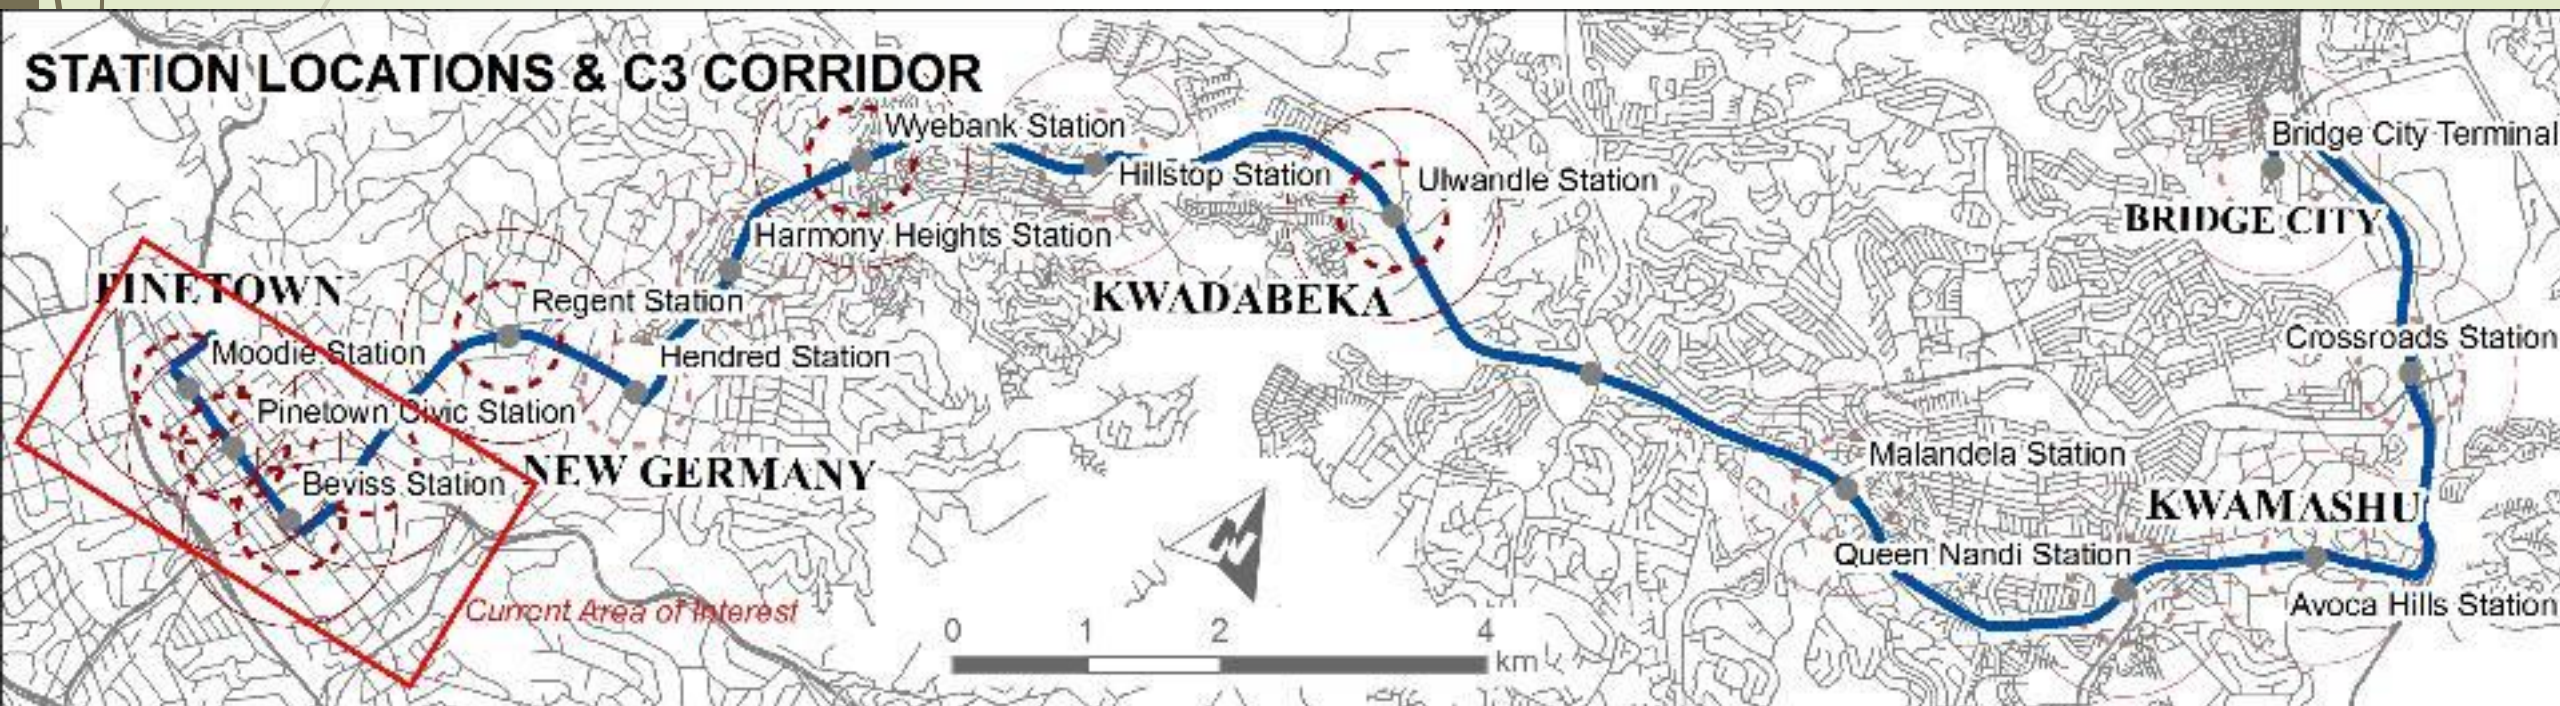 STATION LOCATIONS & C3 CORRIDOR
Wyebank Station
Bridge City Terminal
Hillstop Station
Ulwandle Station
BRIDGE CITY
Harmony Heights Station
PINETOWN
Regent Station
KWADABEKA
Crossroads Station
Moodie Station
Hendred Station
Pinetown Civic Station
Malandela Station
NEW GERMANY
Beviss Station
KWAMASHU
N
Queen Nandi Station
Current Area of Interest
Avoca Hills Station
0 1 2 4
km